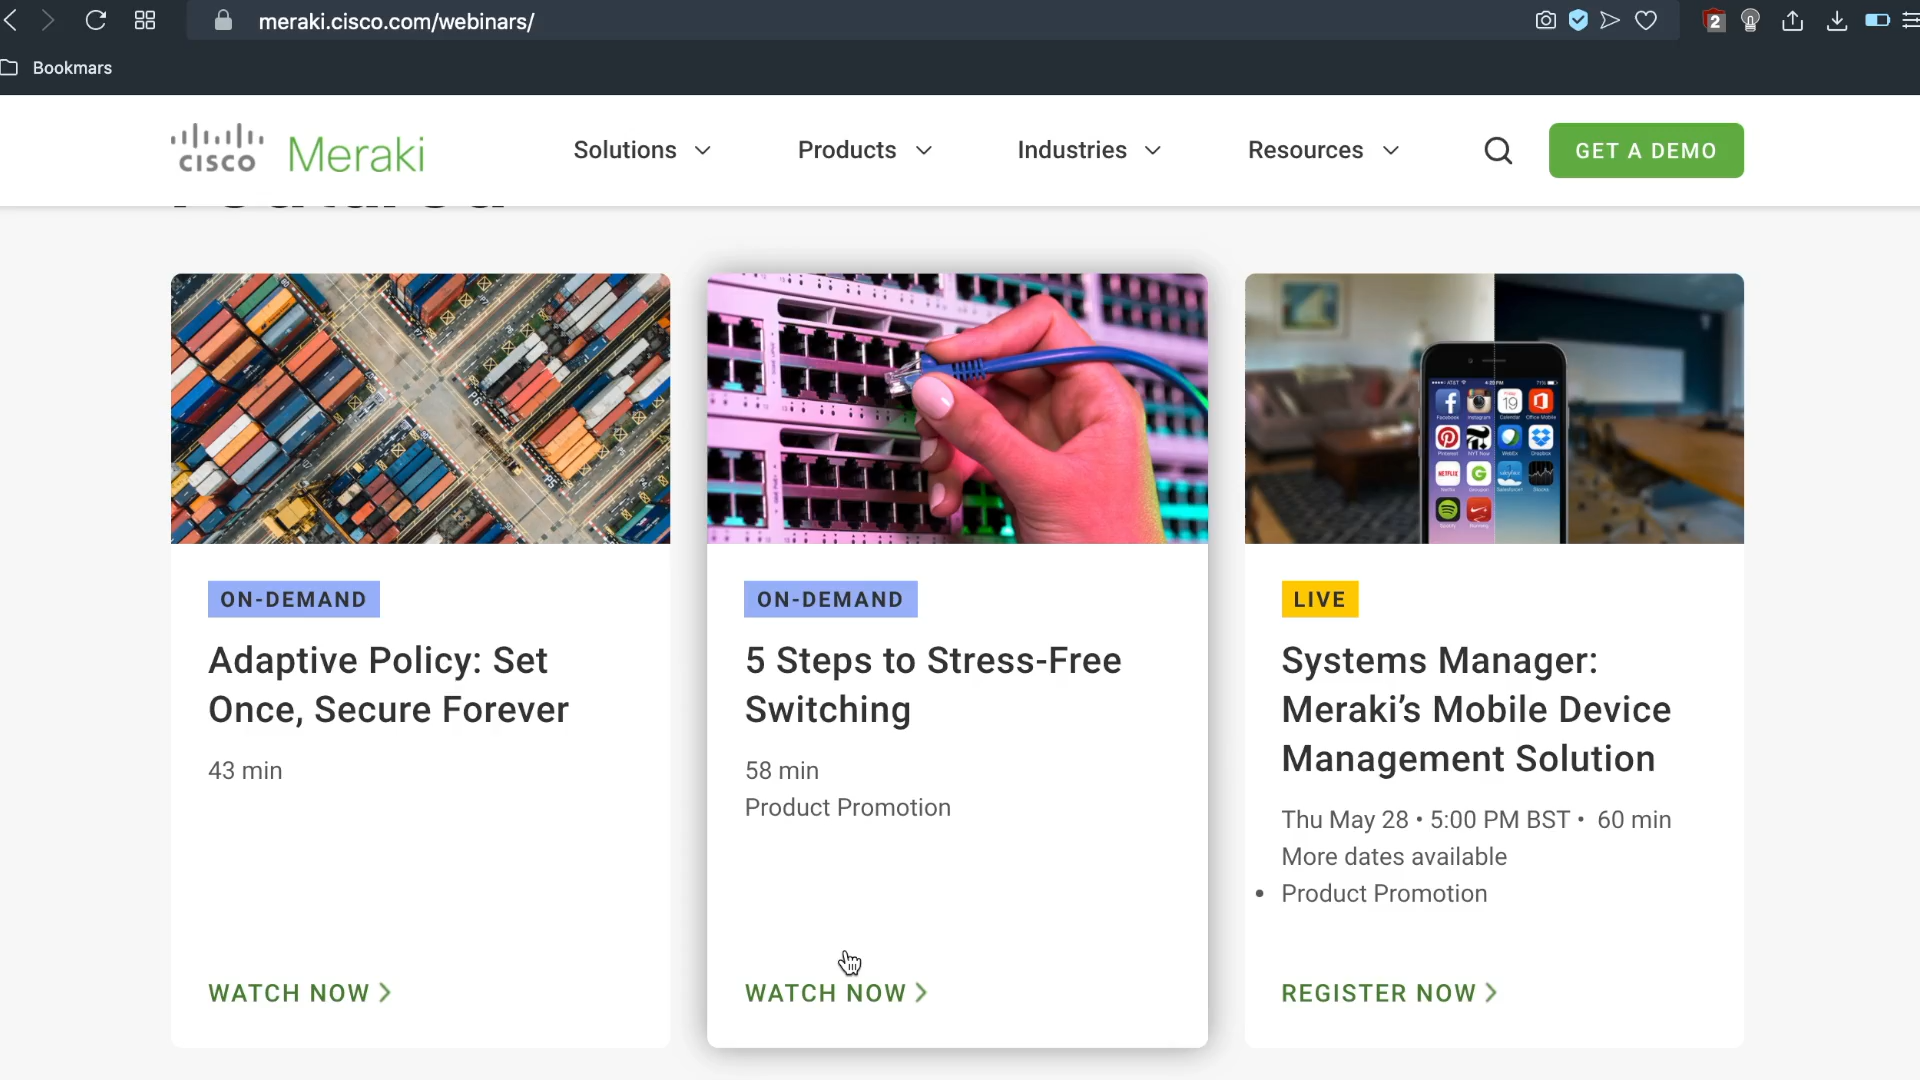 meraki.cisco.com/webinars/
2
Bookmars
CISCO Meraki
Solutions
Products
Industries
Resources
GET A DEMO
Featured
ON-DEMAND
Adaptive Policy: Set
Once, Secure Forever
43 min
WATCH NOW
ON-DEMAND
5 Steps to Stress-Free
Switching
58 min
Product Promotion
WATCH NOW
LIVE
Systems Manager:
Meraki’s Mobile Device
Management Solution
Thu May 28 • 5:00 PM BST • 60 min
More dates available
• Product Promotion
REGISTER NOW